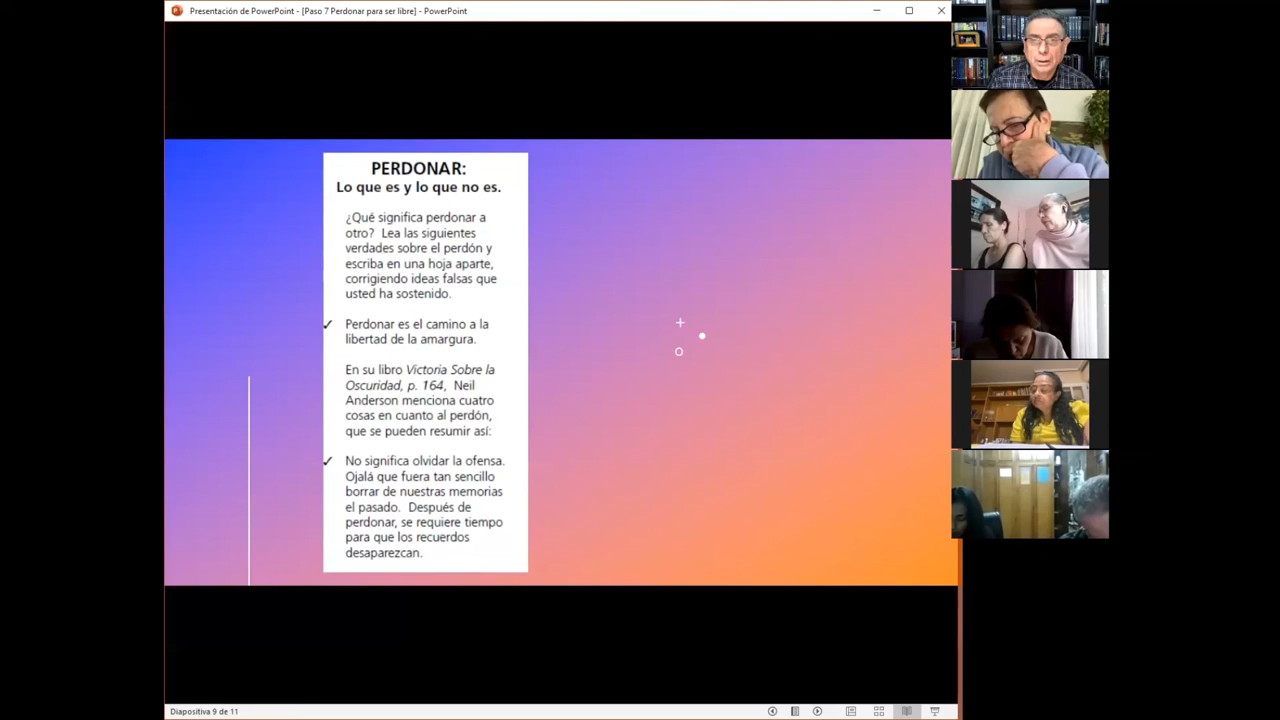 Presentación de PowerPoint - [Paso 7 Perdonar para ser libre] - PowerPoint
PERDONAR:
Lo que es y lo que no es.
¿Qué significa perdonar a
otro? Lea las siguientes
verdades sobre el perdón y
escriba en una hoja aparte,
corrigiendo ideas falsas que
usted ha sostenido.
✓ Perdonar es el camino a la
libertad de la amargura.
En su libro Victoria Sobre la
Oscuridad, p. 164, Neil
Anderson menciona cuatro
cosas en cuanto al perdón,
que se pueden resumir así:
✓ No significa olvidar la ofensa.
Ojalá que fuera tan sencillo
borrar de nuestras memorias
el pasado. Después de
perdonar, se requiere tiempo
para que los recuerdos
desaparezcan.
Diapositiva 9 de 11